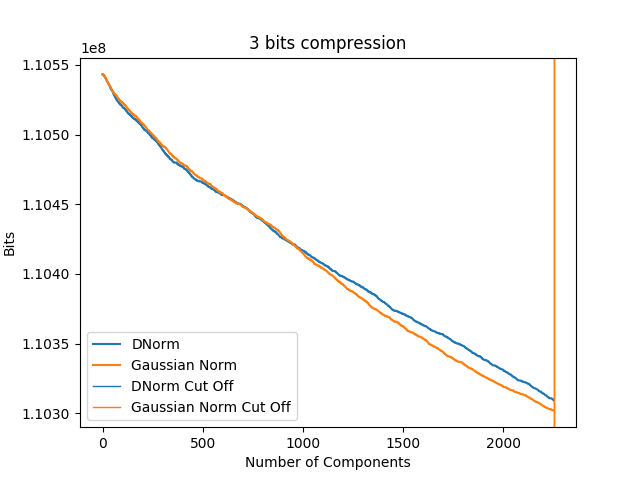 3 bits compression
1e8
1.1055
1.1050
1.1045
1.1040
1.1035
1.1030
Bits
DNorm
Gaussian Norm
DNorm Cut Off
Gaussian Norm Cut Off
0 500 1000 1500 2000
Number of Components